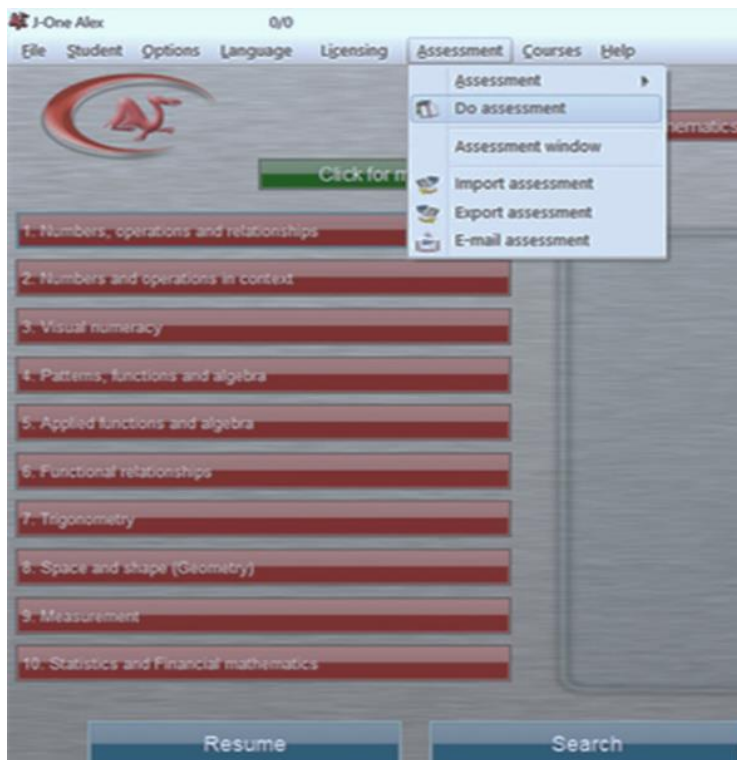 J-One Alex 0/0
File Student Options Language Licensing Assessment Courses Help
Assessment
Do assessment
Assessment window
Import assessment
Export assessment
E-mail assessment
Click for
1. Numbers, operations and relationships
2. Numbers and operations in context
3. Visual numeracy
4. Patterns, functions and algebra
5. Applied functions and algebra
6. Functional relationships
7. Trigonometry
8. Space and shape (Geometry)
9. Measurement
10. Statistics and Financial mathematics
Resume Search